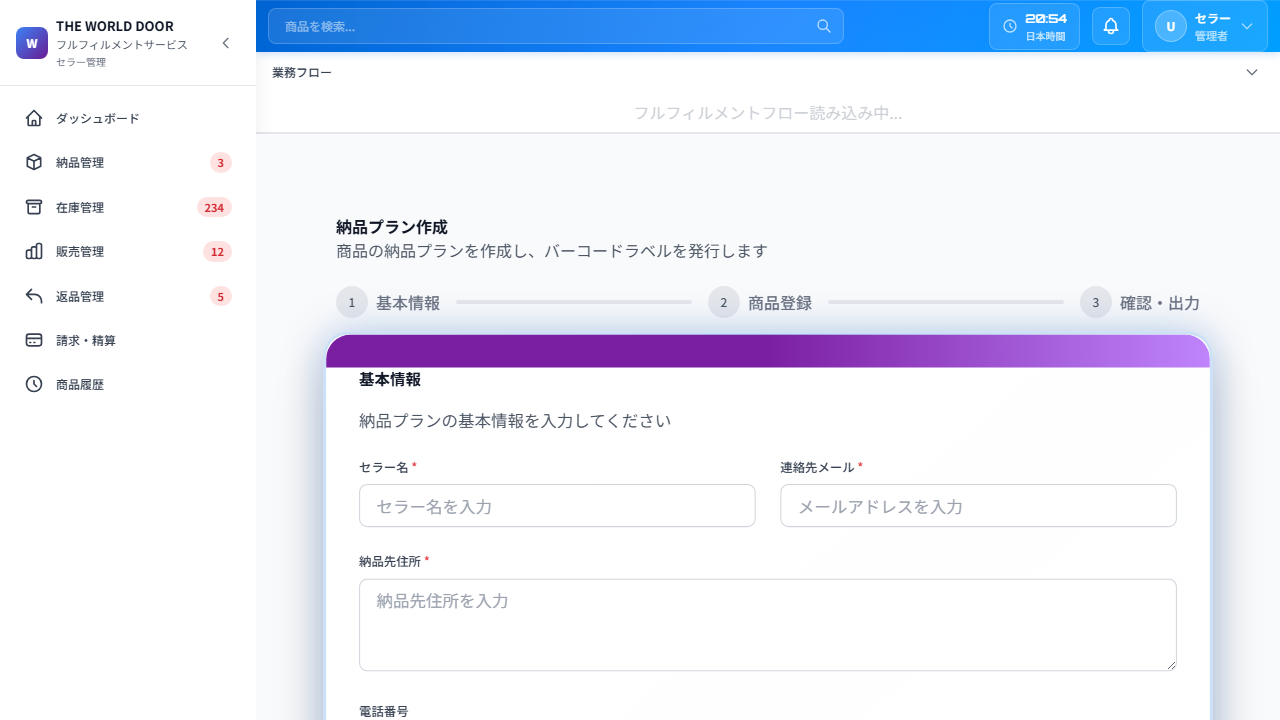 W
THE WORLD DOOR
フルフィルメントサービス
セラー管理
ダッシュボード
納品管理 3
在庫管理 234
販売管理 12
返品管理 5
請求・精算
商品履歴
商品を検索...
20:54
日本時間
U
セラー
管理者
業務フロー
フルフィルメントフロー読み込み中...
納品プラン作成
商品の納品プランを作成し、バーコードラベルを発行します
1 基本情報 2 商品登録 3 確認・出力
基本情報
納品プランの基本情報を入力してください
セラー名 * 連絡先メール *
セラー名を入力 メールアドレスを入力
納品先住所 *
納品先住所を入力
電話番号